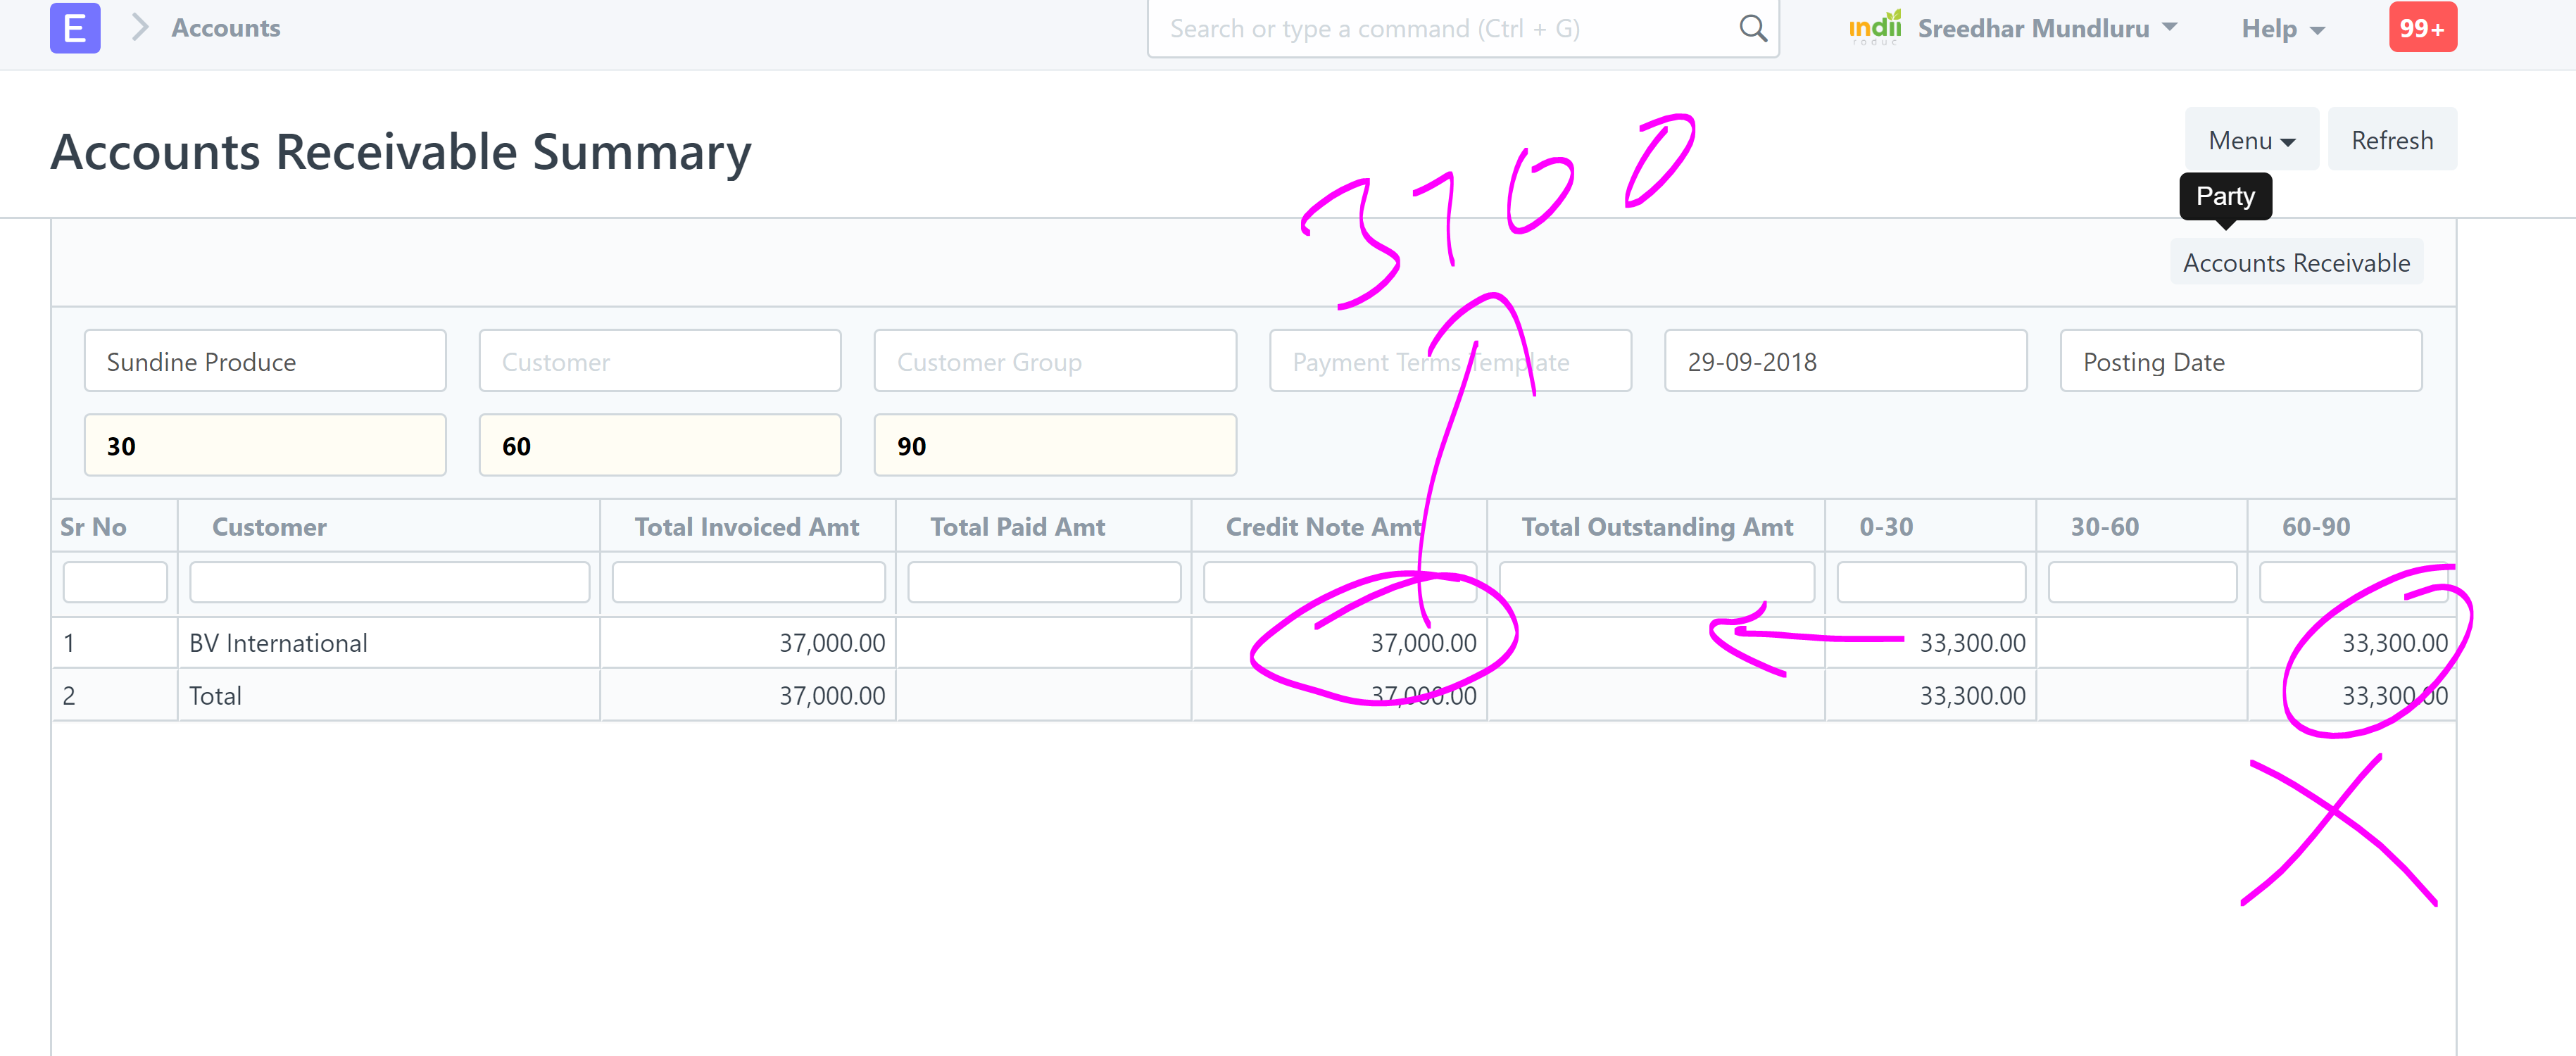 E > Accounts Search or type a command (Ctrl + G) indii Sreedhar Mundluru Help 99+
roduc
Accounts Receivable Summary Menu Refresh
3700
Party
Accounts Receivable
Sundine Produce Customer Customer Group Payment Terms Template 29-09-2018 Posting Date
30 60 90
Sr No Customer Total Invoiced Amt Total Paid Amt Credit Note Amt Total Outstanding Amt 0-30 30-60 60-90
1 BV International 37,000.00 37,000.00 33,300.00 33,300.00
2 Total 37,000.00 37,000.00 33,300.00 33,300.00